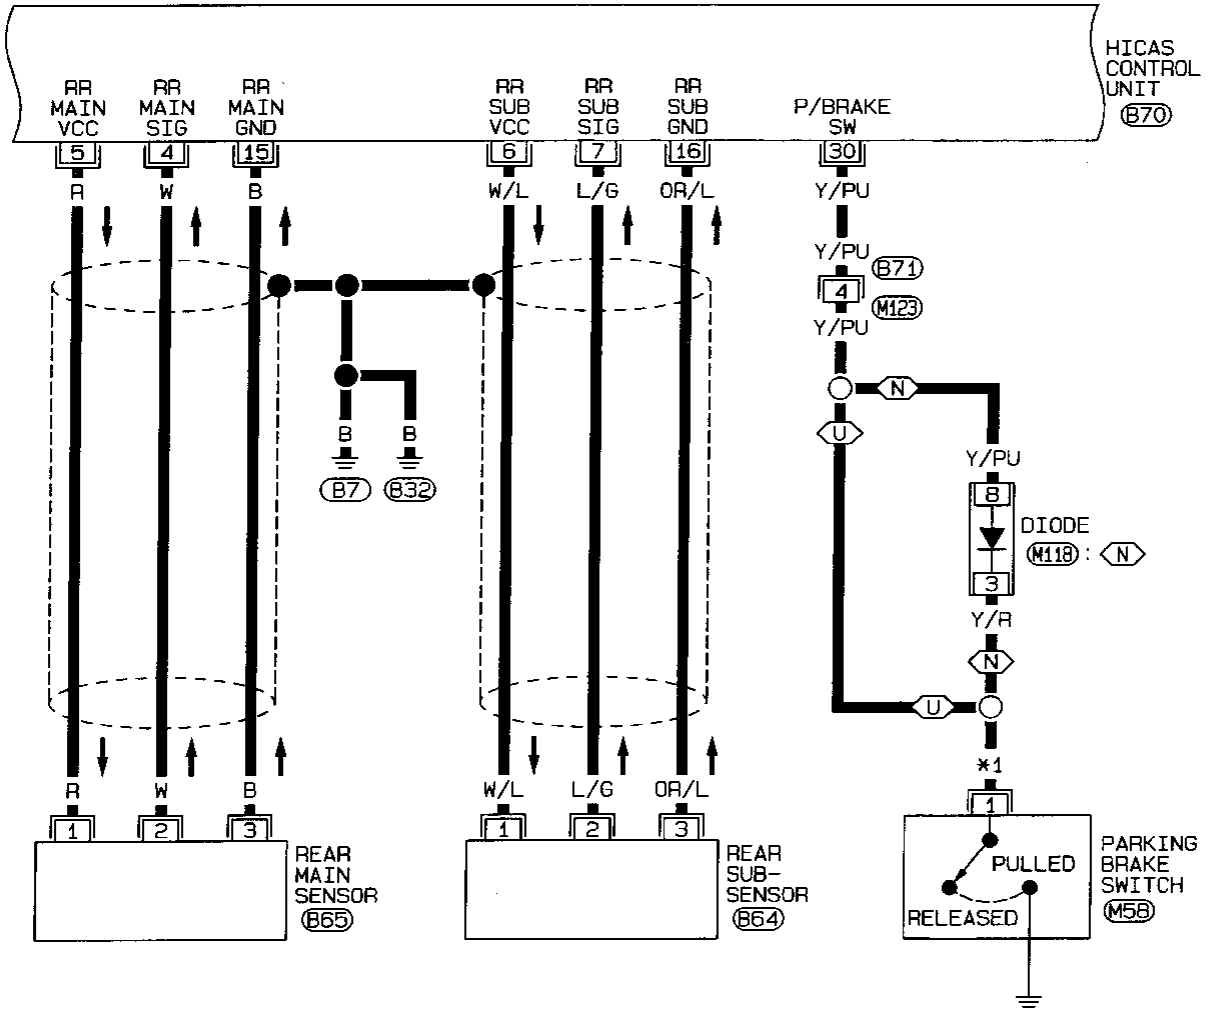 HICAS
CONTROL
UNIT
B70
RR
MAIN
VCC
RR
MAIN
SIG
RR
MAIN
GND
RR
SUB
VCC
RR
SUB
SIG
RR
SUB
GND
P/BRAKE
SW
5
4
15
6
7
16
30
R
W
B
W/L
L/G
OR/L
Y/PU
Y/PU
B71
4
M123
Y/PU
N
U
B
B
B7
B32
Y/PU
8
DIODE
M118 : N
3
Y/R
N
U
*1
R
W
B
W/L
L/G
OR/L
1
2
3
1
2
3
1
REAR
MAIN
SENSOR
B65
REAR
SUB-
SENSOR
B64
PULLED
RELEASED
PARKING
BRAKE
SWITCH
M58